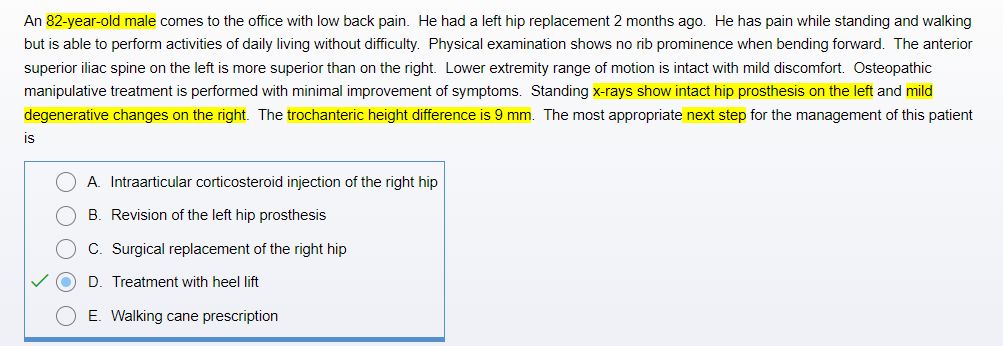 An 82-year-old male comes to the office with low back pain. He had a left hip replacement 2 months ago. He has pain while standing and walking
but is able to perform activities of daily living without difficulty. Physical examination shows no rib prominence when bending forward. The anterior
superior iliac spine on the left is more superior than on the right. Lower extremity range of motion is intact with mild discomfort. Osteopathic
manipulative treatment is performed with minimal improvement of symptoms. Standing x-rays show intact hip prosthesis on the left and mild
degenerative changes on the right. The trochanteric height difference is 9 mm. The most appropriate next step for the management of this patient
is
A. Intraarticular corticosteroid injection of the right hip
B. Revision of the left hip prosthesis
C. Surgical replacement of the right hip
D. Treatment with heel lift
E. Walking cane prescription